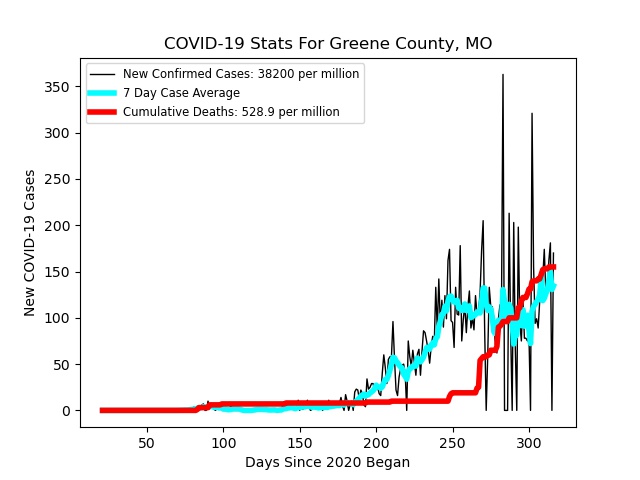 COVID-19 Stats For Greene County, MO
New Confirmed Cases: 38200 per million
7 Day Case Average
Cumulative Deaths: 528.9 per million
New COVID-19 Cases
350
300
250
200
150
100
50
0
50 100 150 200 250 300
Days Since 2020 Began